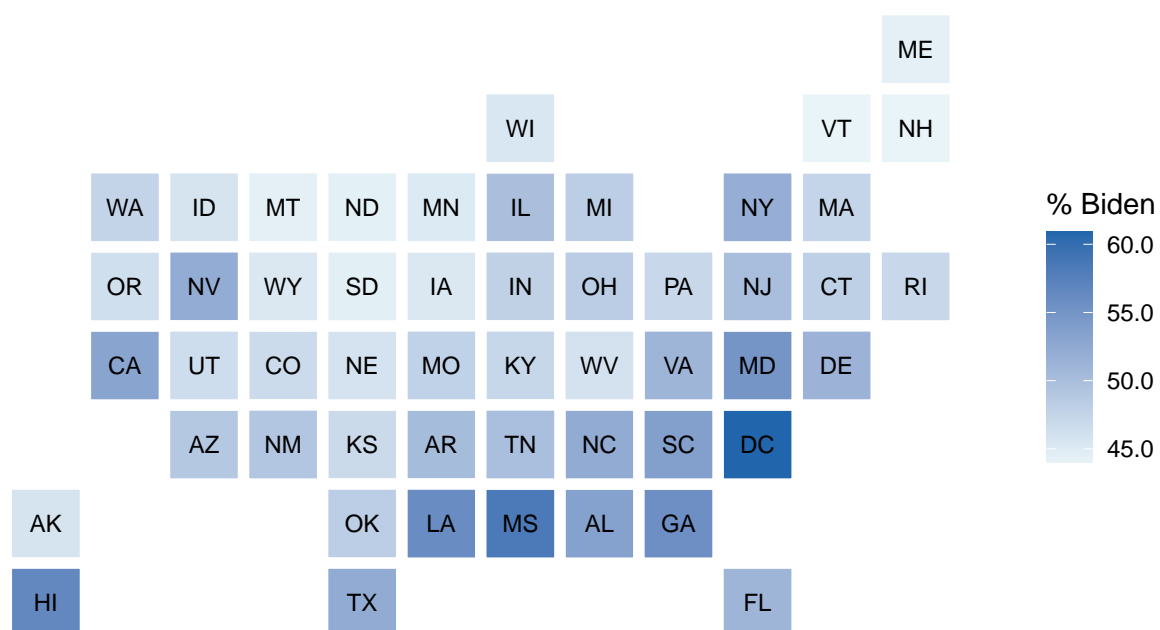 ME
WI VT NH
WA ID MT ND MN IL MI NY MA
OR NV WY SD IA IN OH PA NJ CT RI
CA UT CO NE MO KY WV VA MD DE
AZ NM KS AR TN NC SC DC
AK OK LA MS AL GA
HI TX FL
% Biden
60.0
55.0
50.0
45.0